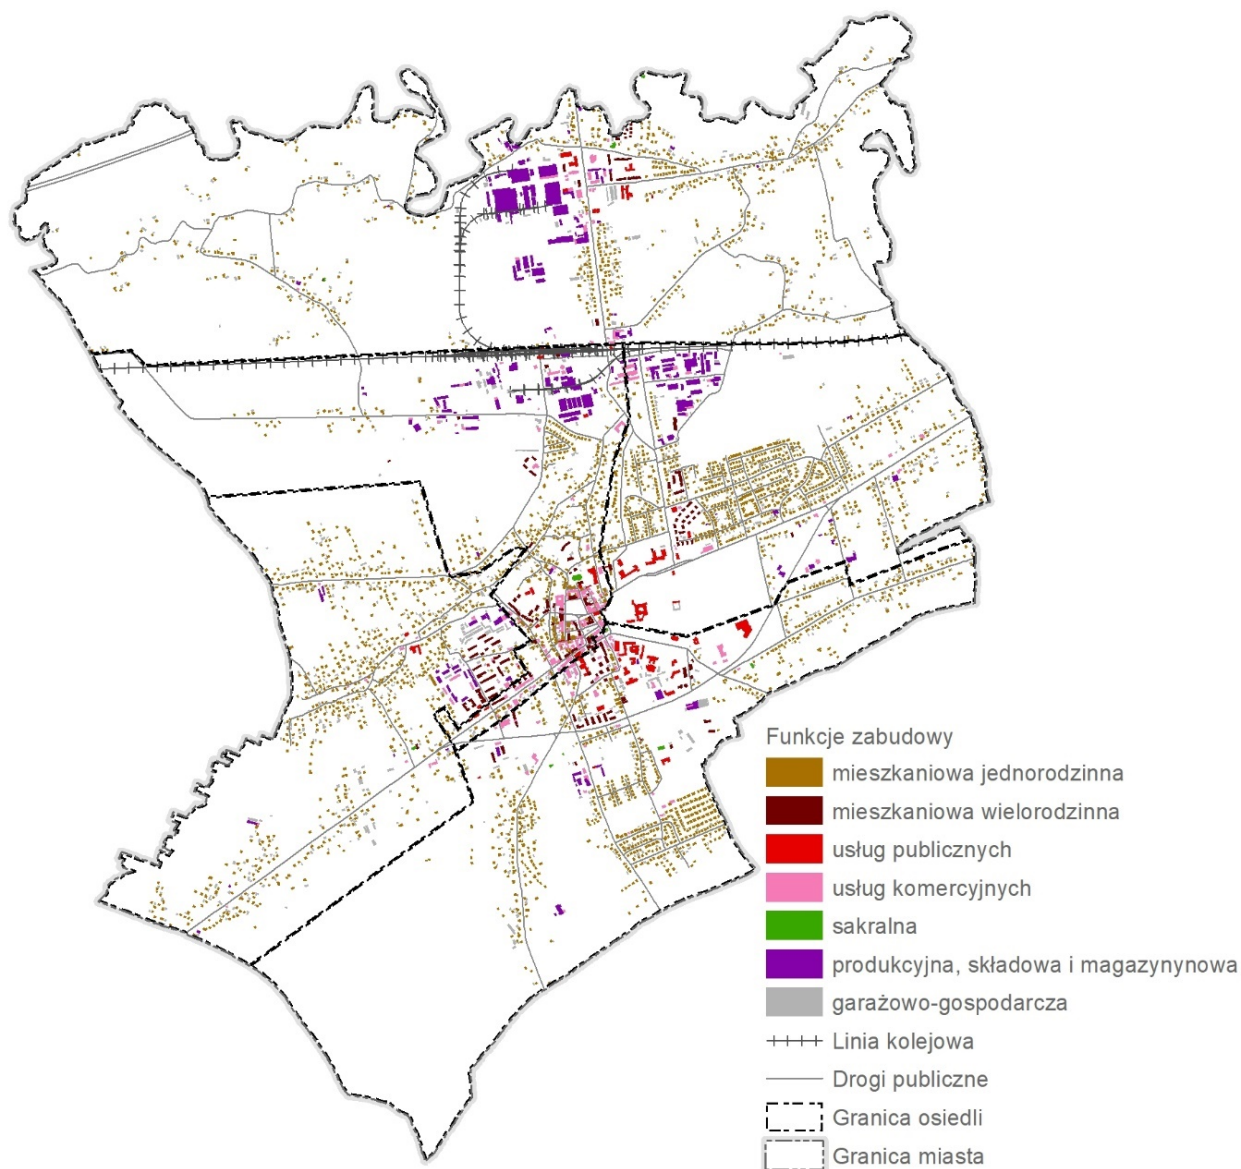 Funkcje zabudowy
mieszkaniowa jednorodzinna
mieszkaniowa wielorodzinna
usług publicznych
usług komercyjnych
sakralna
produkcyjna, składowa i magazynynowa
garażowo-gospodarcza
Linia kolejowa
Drogi publiczne
Granica osiedli
Granica miasta